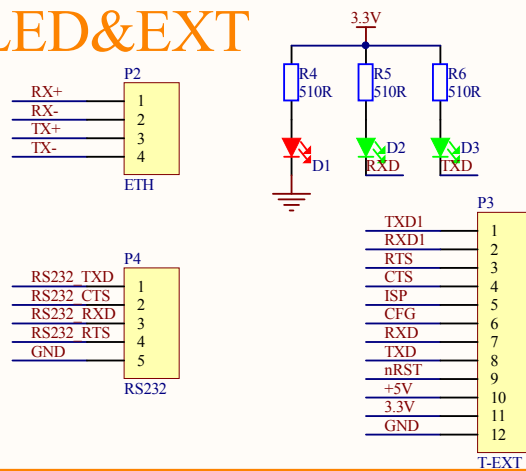 LED&EXT
3.3V
P2
RX+ 1
RX- 2
TX+ 3
TX- 4
ETH
R4
510R
R5
510R
R6
510R
D1
D2
RXD
D3
TXD
P4
RS232_TXD 1
RS232_CTS 2
RS232_RXD 3
RS232_RTS 4
GND 5
RS232
P3
TXD1 1
RXD1 2
RTS 3
CTS 4
ISP 5
CFG 6
RXD 7
TXD 8
nRST 9
+5V 10
3.3V 11
GND 12
T-EXT